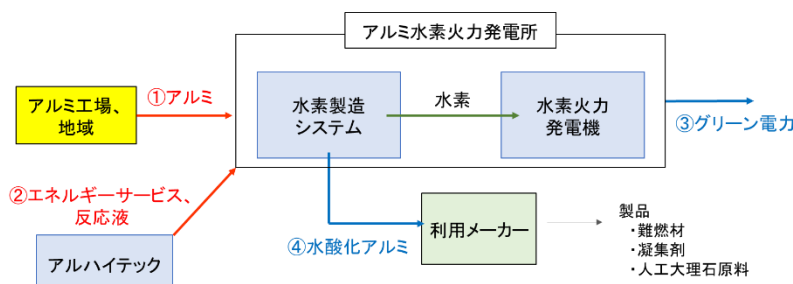 アルミ水素火力発電所
アルミ工場、
地域
①アルミ
水素製造
システム
水素
水素火力
発電機
③グリーン電力
②エネルギーサービス、
反応液
アルハイテック
④水酸化アルミ
利用メーカー
製品
・難燃材
・凝集剤
・人工大理石原料